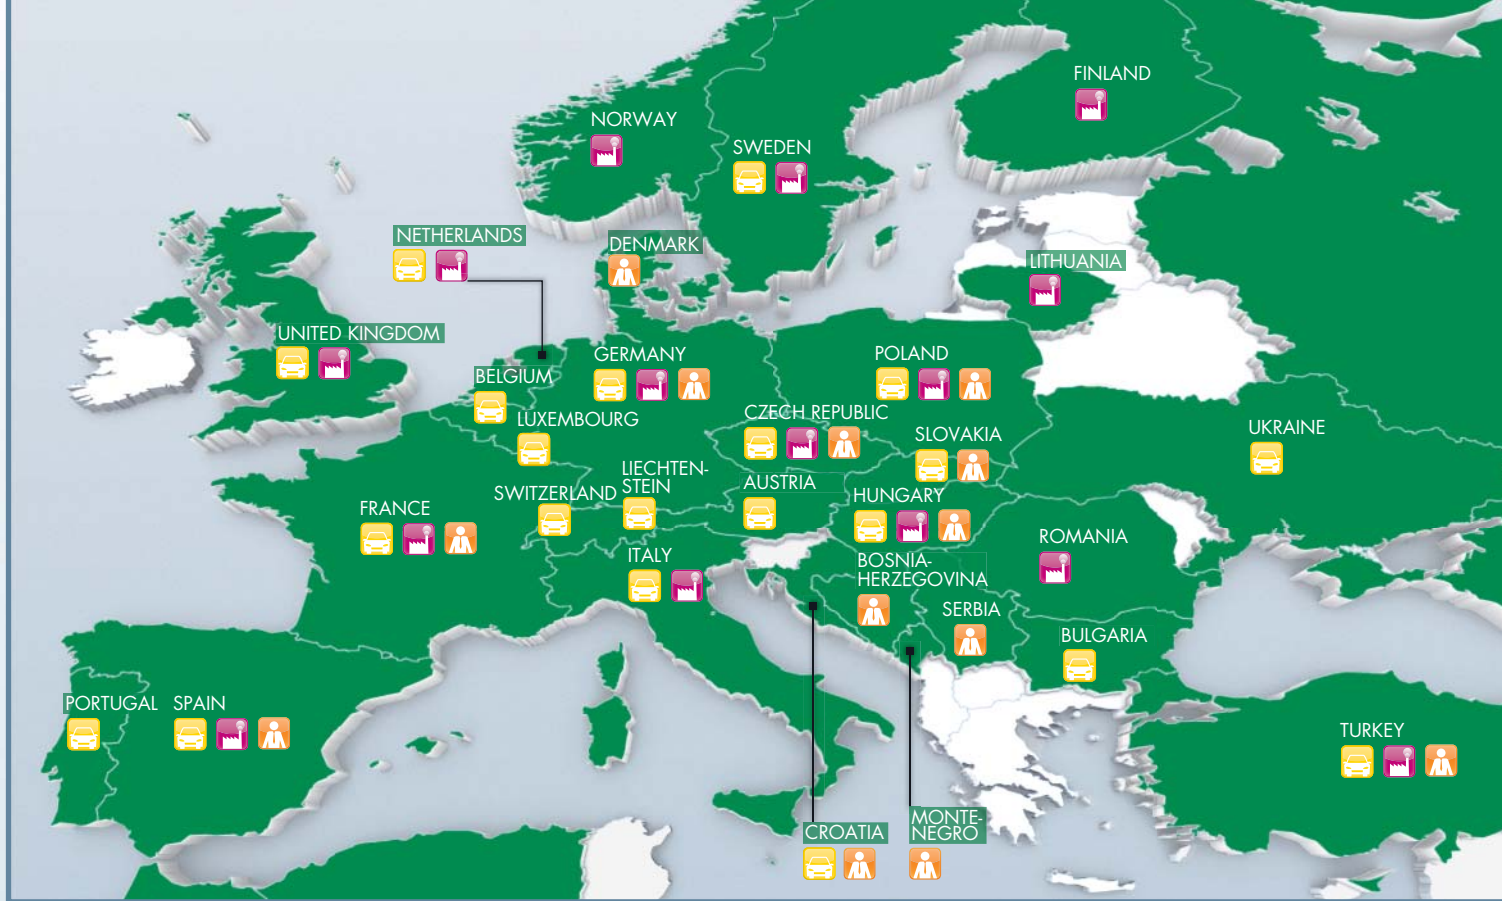 FINLAND
NORWAY
SWEDEN
NETHERLANDS
DENMARK
LITHUANIA
UNITED KINGDOM
GERMANY
POLAND
BELGIUM
LUXEMBOURG
CZECH REPUBLIC
UKRAINE
SLOVAKIA
LIECHTEN-
STEIN
AUSTRIA
SWITZERLAND
HUNGARY
FRANCE
ROMANIA
ITALY
BOSNIA-
HERZEGOVINA
SERBIA
BULGARIA
PORTUGAL
SPAIN
TURKEY
CROATIA
MONTE-
NEGRO